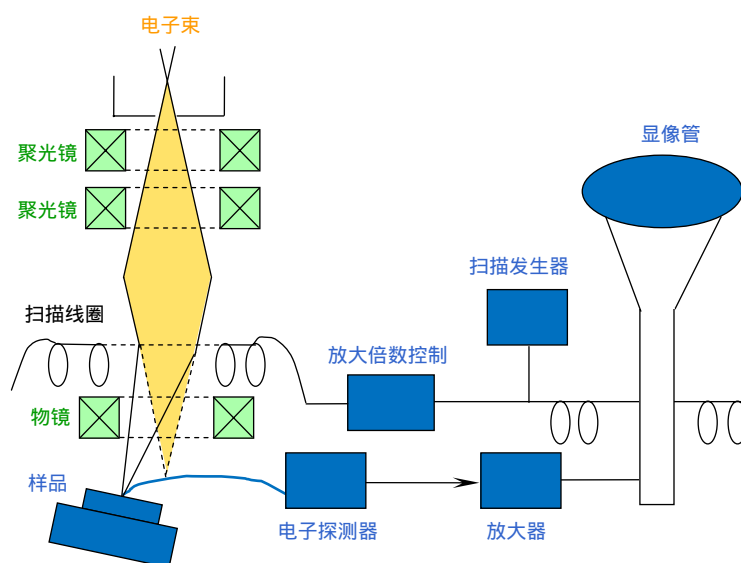 电子束
显像管
聚光镜
聚光镜
扫描发生器
扫描线圈
放大倍数控制
物镜
样品
电子探测器
放大器